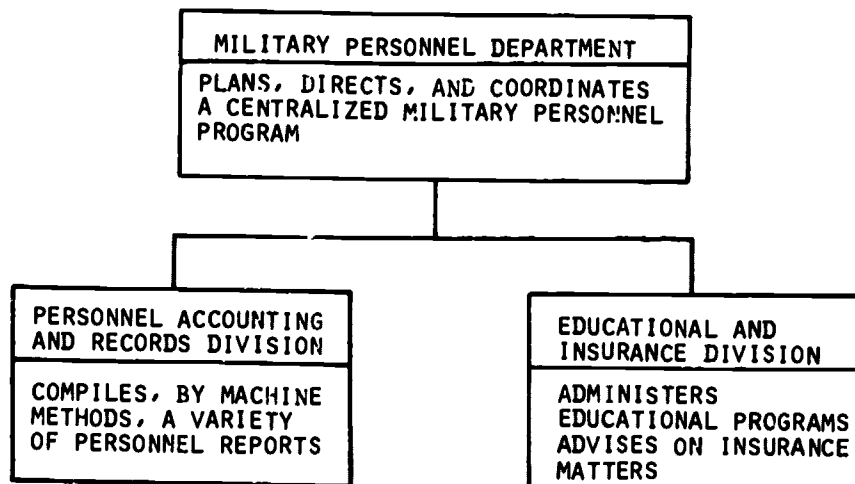 MILITARY PERSONNEL DEPARTMENT
PLANS, DIRECTS, AND COORDINATES
A CENTRALIZED MILITARY PERSONNEL
PROGRAM
PERSONNEL ACCOUNTING
AND RECORDS DIVISION
COMPILES, BY MACHINE
METHODS, A VARIETY
OF PERSONNEL REPORTS
EDUCATIONAL AND
INSURANCE DIVISION
ADMINISTERS
EDUCATIONAL PROGRAMS
ADVISES ON INSURANCE
MATTERS